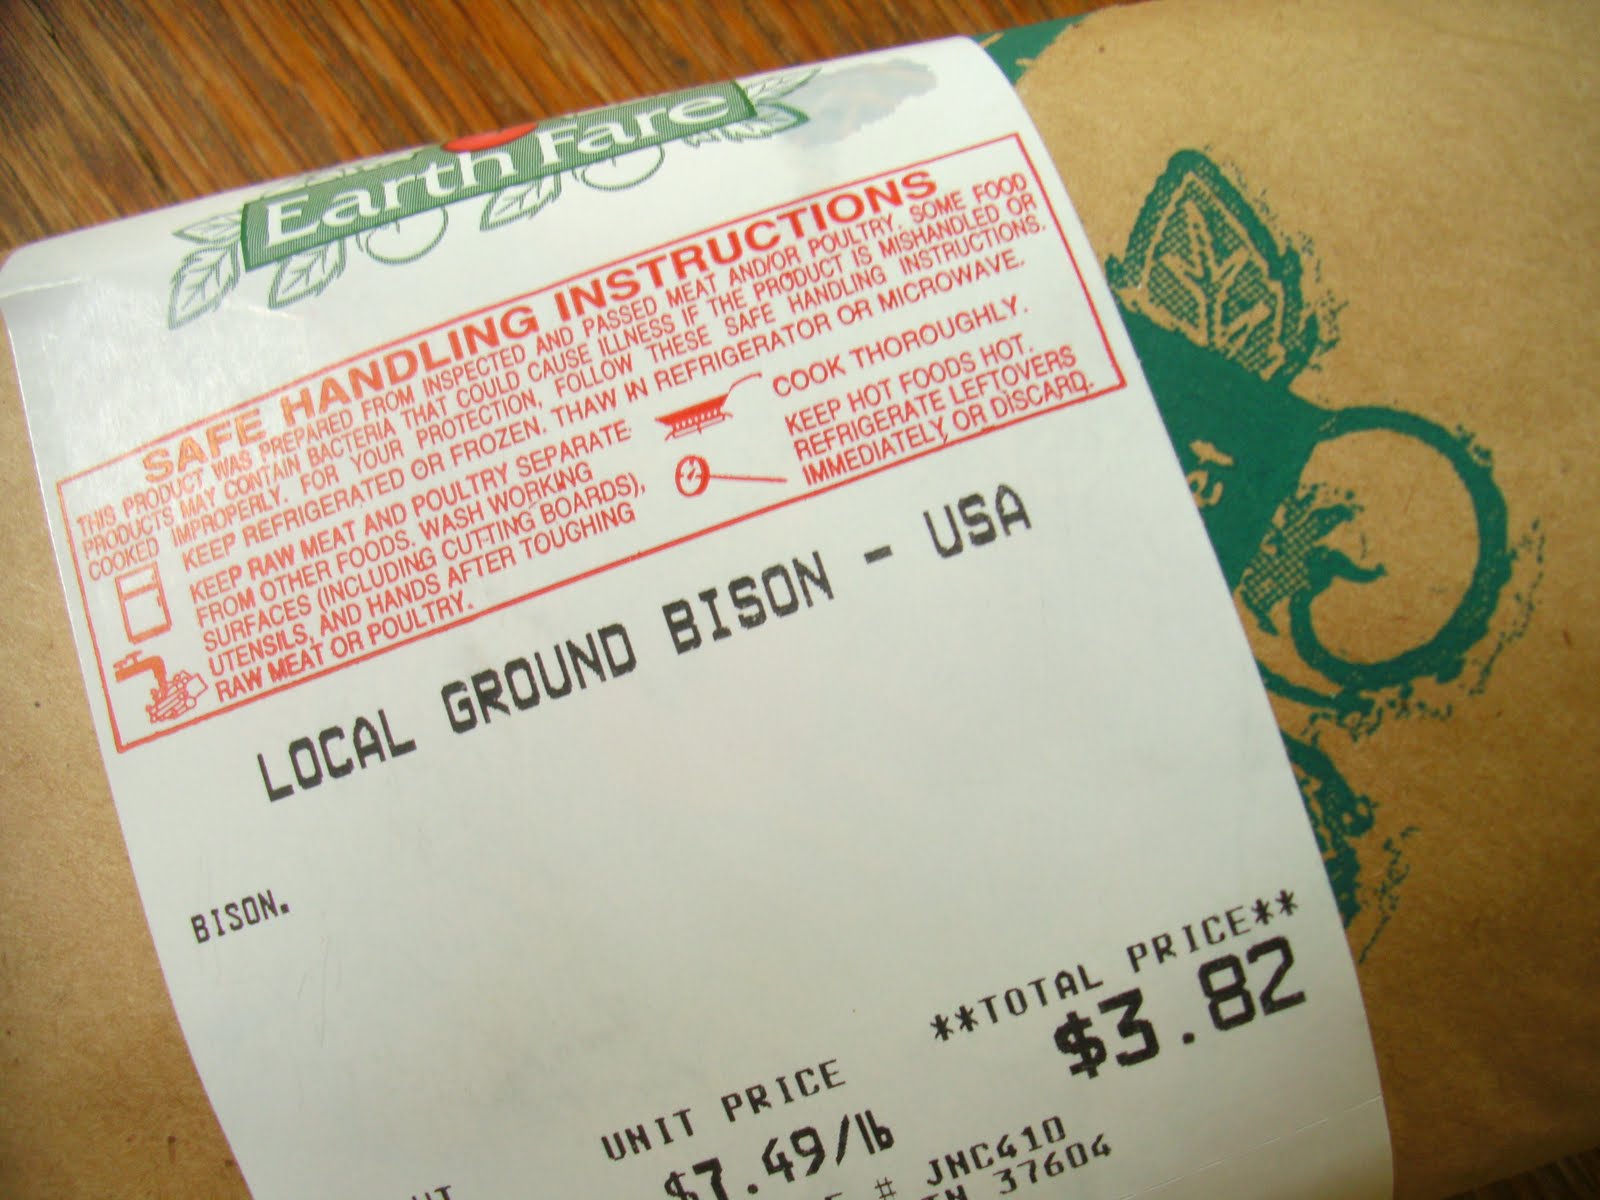 Earth Fare
SAFE HANDLING INSTRUCTIONS
THIS PRODUCT WAS PREPARED FROM INSPECTED AND PASSED MEAT AND/OR POULTRY. SOME FOOD
PRODUCTS MAY CONTAIN BACTERIA THAT COULD CAUSE ILLNESS IF THE PRODUCT IS MISHANDLED OR
COOKED IMPROPERLY. FOR YOUR PROTECTION, FOLLOW THESE SAFE HANDLING INSTRUCTIONS.
KEEP REFRIGERATED OR FROZEN. THAW IN REFRIGERATOR OR MICROWAVE.
KEEP RAW MEAT AND POULTRY SEPARATE
FROM OTHER FOODS. WASH WORKING
SURFACES (INCLUDING CUTTING BOARDS),
UTENSILS, AND HANDS AFTER TOUCHING
RAW MEAT OR POULTRY.
COOK THOROUGHLY.
KEEP HOT FOODS HOT.
REFRIGERATE LEFTOVERS
IMMEDIATELY, OR DISCARD.
LOCAL GROUND BISON - USA
BISON.
**TOTAL PRICE**
$3.82
UNIT PRICE
$7.49/lb
# JNC410
37604